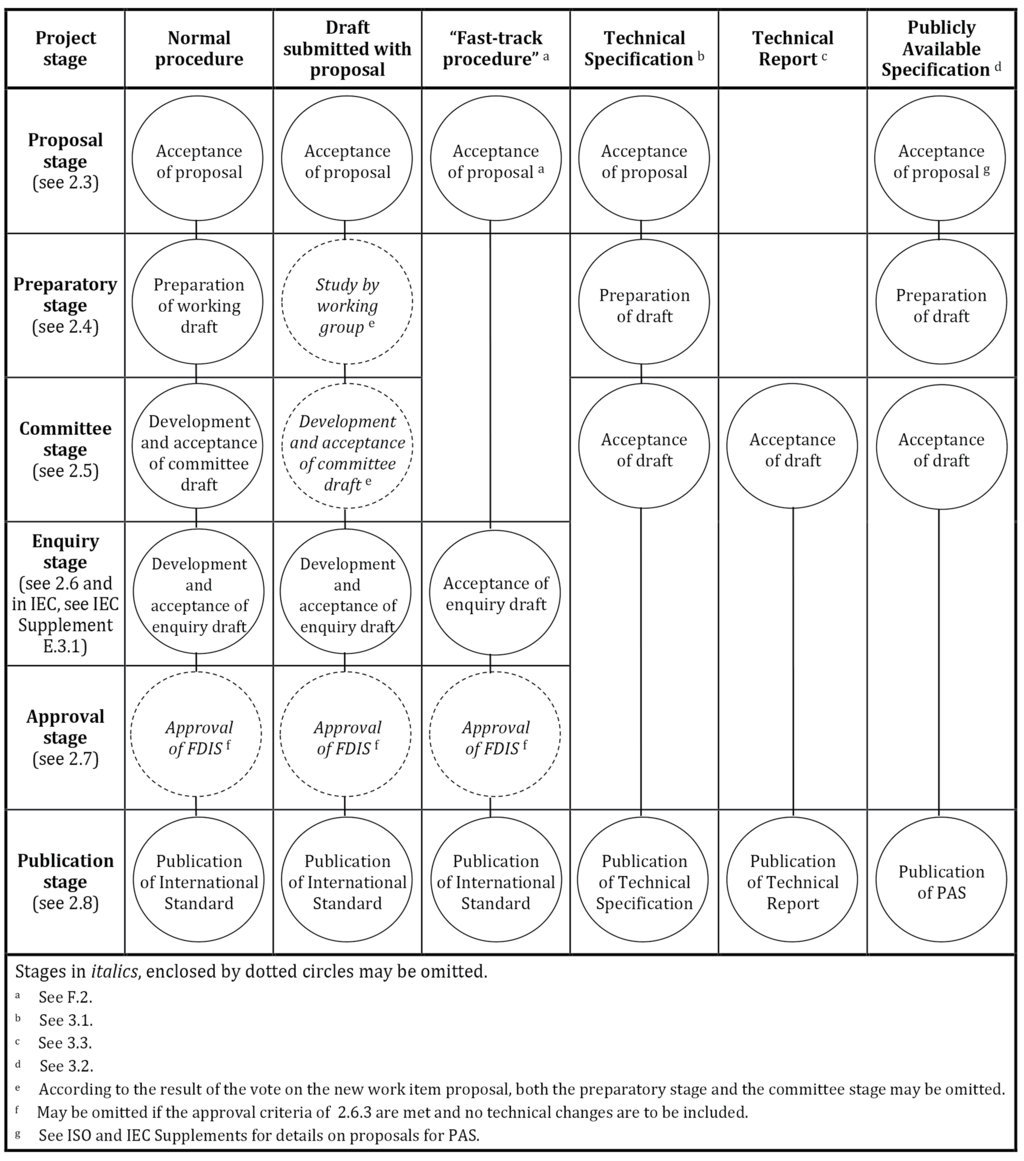 Project
stage
Normal
procedure
Draft
submitted with
proposal
“Fast-track
procedure” a
Technical
Specification b
Technical
Report c
Publicly
Available
Specification d
Proposal
stage
(see 2.3)
Acceptance
of proposal
Acceptance
of proposal
Acceptance
of proposal a
Acceptance
of proposal
Acceptance
of proposal g
Preparatory
stage
(see 2.4)
Preparation
of working
draft
Study by
working
group e
Preparation
of draft
Preparation
of draft
Committee
stage
(see 2.5)
Development
and acceptance
of committee
draft
Development
and acceptance
of committee
draft e
Acceptance
of draft
Acceptance
of draft
Acceptance
of draft
Enquiry
stage
(see 2.6 and
in IEC, see IEC
Supplement
E.3.1)
Development
and
acceptance of
enquiry draft
Development
and
acceptance of
enquiry draft
Acceptance of
enquiry draft
Approval
stage
(see 2.7)
Approval
of FDIS f
Approval
of FDIS f
Approval
of FDIS f
Publication
stage
(see 2.8)
Publication
of International
Standard
Publication
of International
Standard
Publication
of International
Standard
Publication
of Technical
Specification
Publication
of Technical
Report
Publication
of PAS
Stages in italics, enclosed by dotted circles may be omitted.
a See F.2.
b See 3.1.
c See 3.3.
d See 3.2.
e According to the result of the vote on the new work item proposal, both the preparatory stage and the committee stage may be omitted.
f May be omitted if the approval criteria of 2.6.3 are met and no technical changes are to be included.
g See ISO and IEC Supplements for details on proposals for PAS.